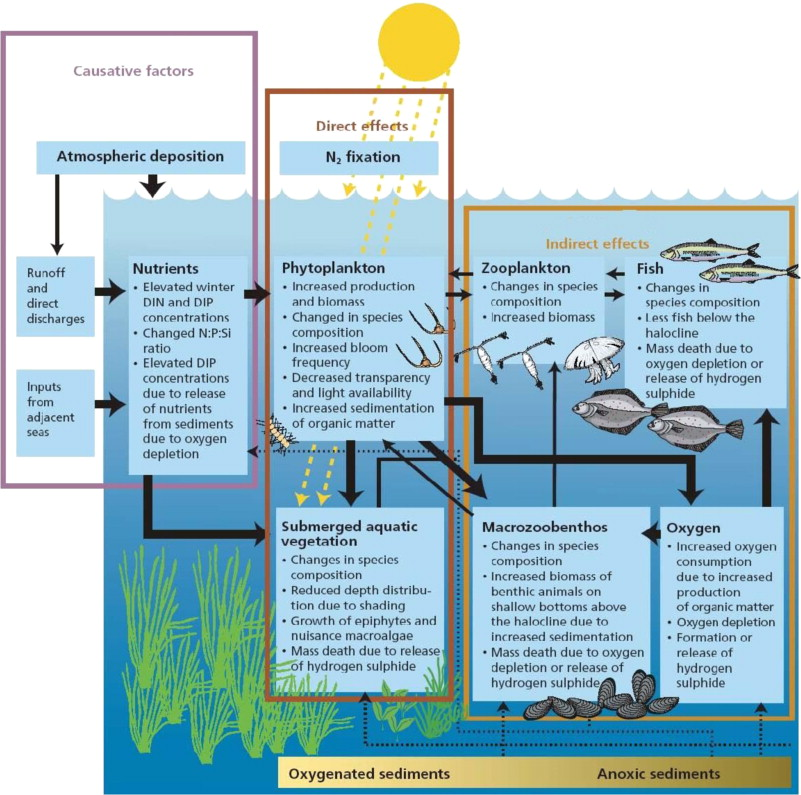 Causative factors
Direct effects
Atmospheric deposition
N₂ fixation
Indirect effects
Runoff
and
direct
discharges
Inputs
from
adjacent
seas
Nutrients
• Elevated winter
DIN and DIP
concentrations
• Changed N:P:Si
ratio
• Elevated DIP
concentrations
due to release
of nutrients
from sediments
due to oxygen
depletion
Phytoplankton
• Increased production
and biomass
• Changed in species
composition
• Increased bloom
frequency
• Decreased transparency
and light availability
• Increased sedimentation
of organic matter
Zooplankton
• Changes in species
composition
• Increased biomass
Fish
• Changes in
species composition
• Less fish below the
halocline
• Mass death due to
oxygen depletion or
release of hydrogen
sulphide
Submerged aquatic
vegetation
• Changes in species
composition
• Reduced depth distribu-
tion due to shading
• Growth of epiphytes and
nuisance macroalgae
• Mass death due to release
of hydrogen sulphide
Macrozoobenthos
• Changes in species
composition
• Increased biomass of
benthic animals on
shallow bottoms above
the halocline due to
increased sedimentation
• Mass death due to oxygen
depletion or release of
hydrogen sulphide
Oxygen
• Increased oxygen
consumption
due to increased
production
of organic matter
• Oxygen depletion
• Formation or
release of
hydrogen
sulphide
Oxygenated sediments
Anoxic sediments